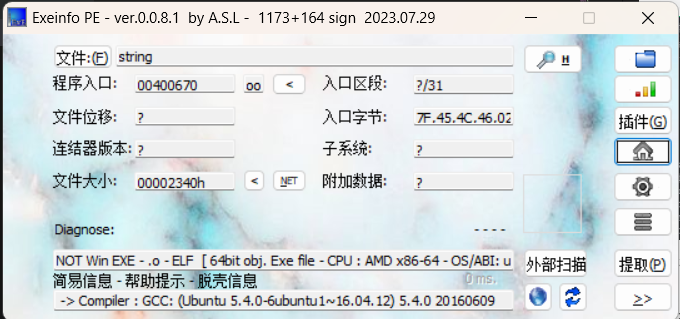 Exeinfo PE - ver.0.0.8.1 by A.S.L - 1173+164 sign 2023.07.29
文件:(F) string H
程序入口: 00400670 oo < 入口区段: ?/31
文件位移: ? 入口字节: 7F.45.4C.46.02 插件(G)
连结器版本: ? 子系统: ?
文件大小: 00002340h < NET 附加数据: ?
Diagnose: ----
NOT Win EXE - .o - ELF [ 64bit obj. Exe file - CPU : AMD x86-64 - OS/ABI: u 外部扫描 提取(P)
简易信息 - 帮助提示 - 脱壳信息 0 ms.
-> Compiler : GCC: (Ubuntu 5.4.0-6ubuntu1~16.04.12) 5.4.0 20160609 >>